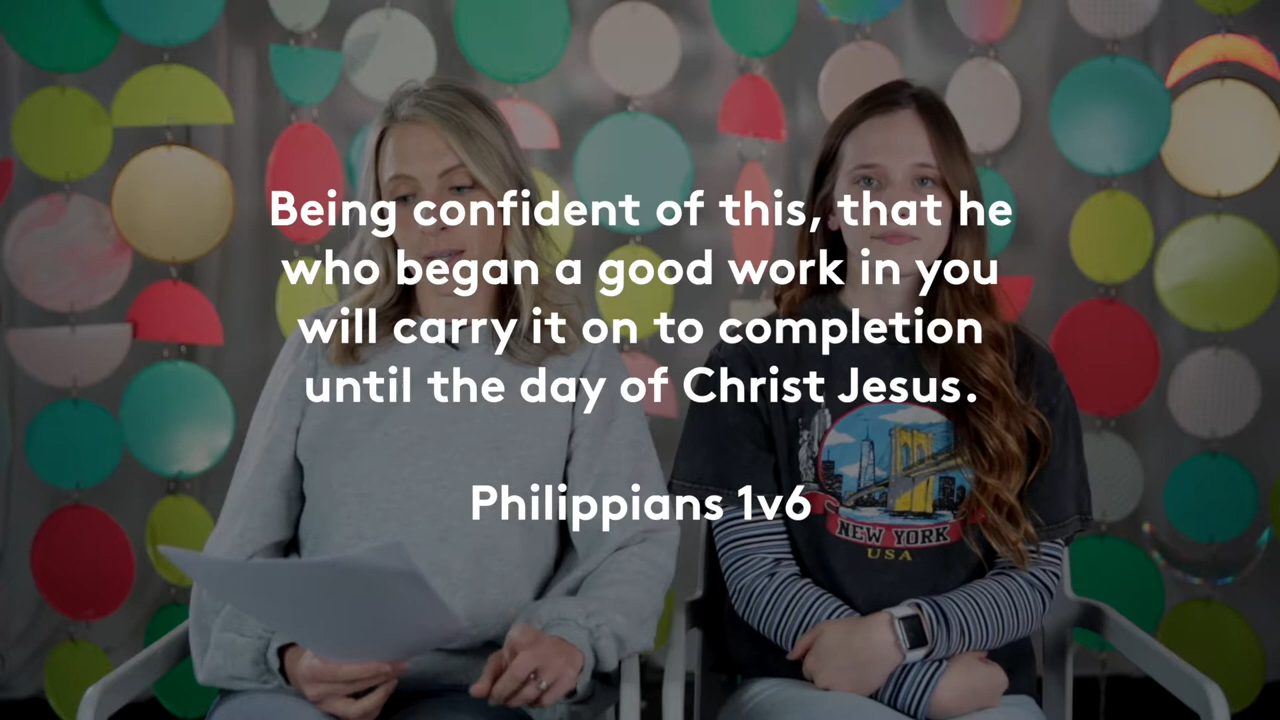 Being confident of this, that he
who began a good work in you
will carry it on to completion
until the day of Christ Jesus.
Philippians 1v6
NEW YORK
USA